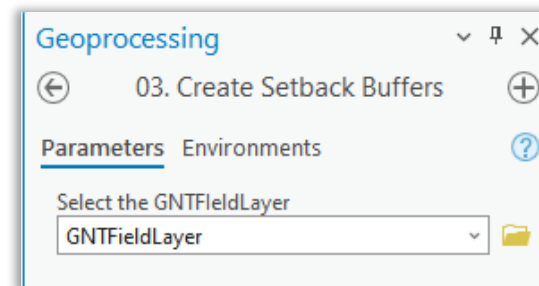 Geoprocessing
03. Create Setback Buffers
Parameters Environments
Select the GNTFIeldLayer
GNTFieldLayer